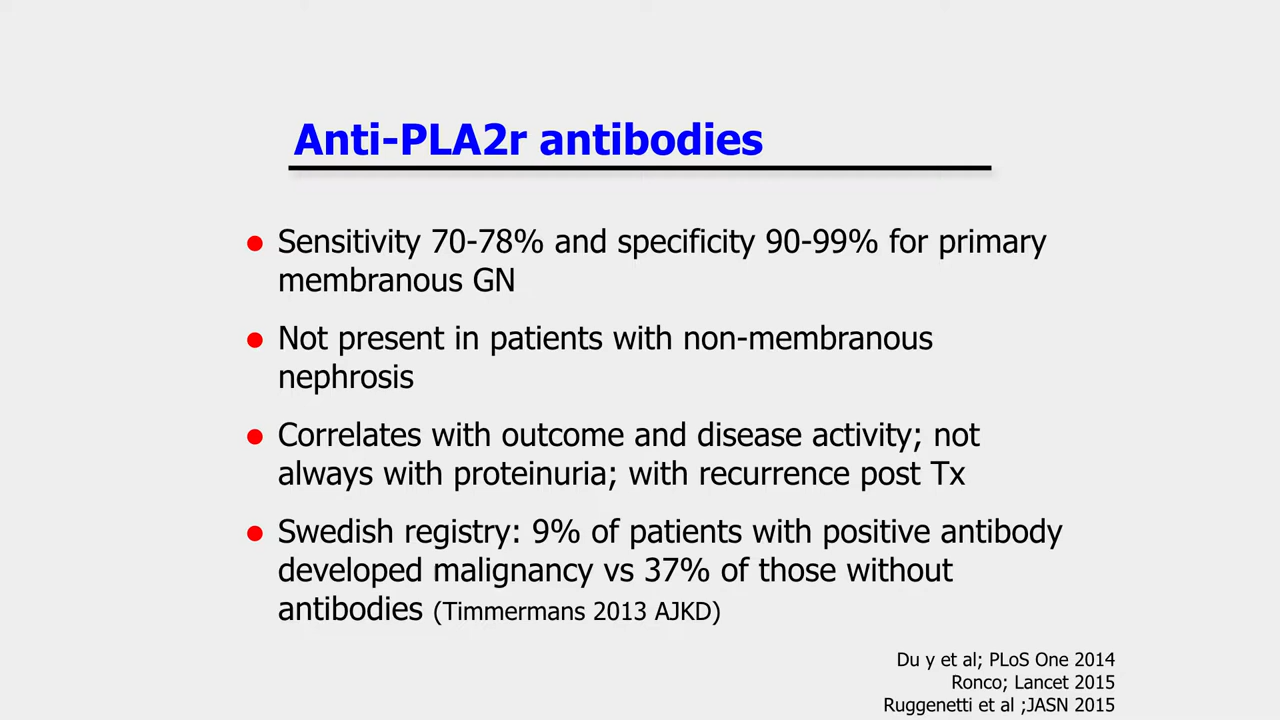 Anti-PLA2r antibodies
● Sensitivity 70-78% and specificity 90-99% for primary
membranous GN
● Not present in patients with non-membranous
nephrosis
● Correlates with outcome and disease activity; not
always with proteinuria; with recurrence post Tx
● Swedish registry: 9% of patients with positive antibody
developed malignancy vs 37% of those without
antibodies (Timmermans 2013 AJKD)
Du y et al; PLoS One 2014
Ronco; Lancet 2015
Ruggenetti et al ;JASN 2015